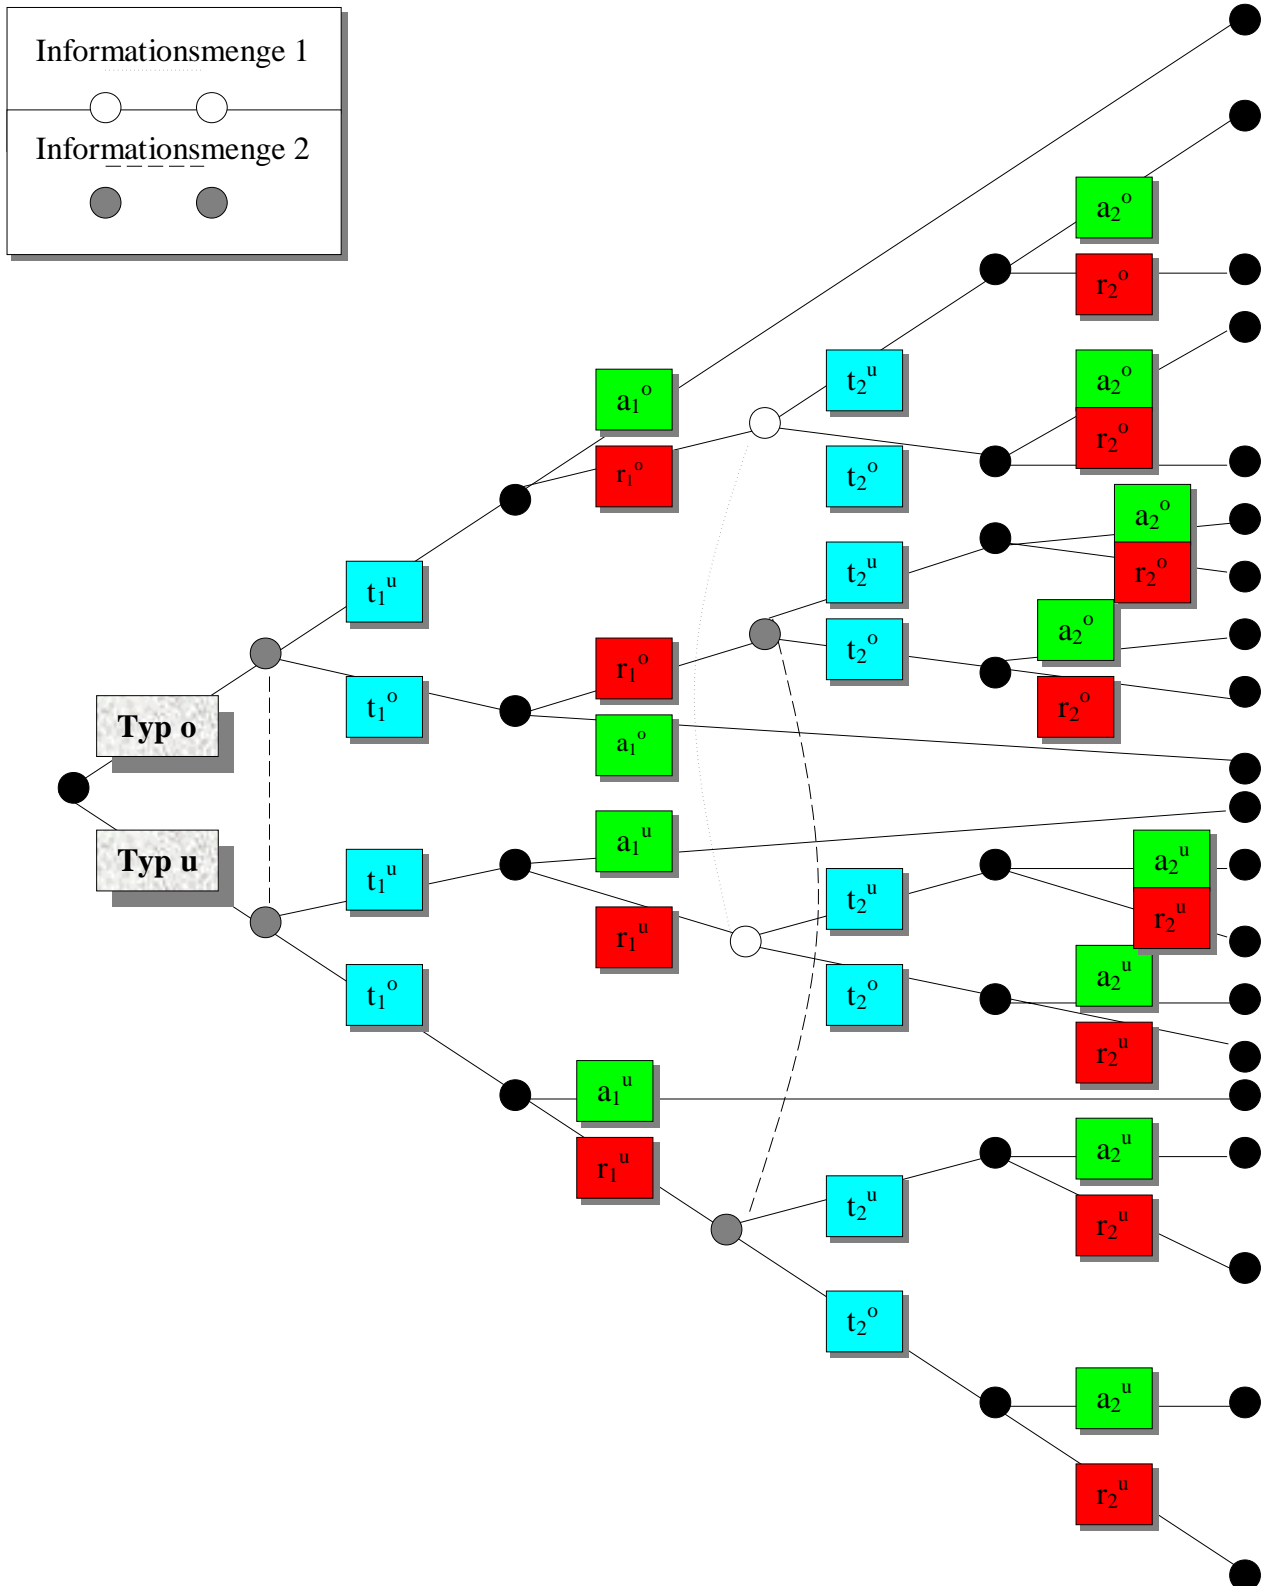 Informationsmenge 1
Informationsmenge 2
a₂ᵒ
r₂ᵒ
t₂ᵘ
a₂ᵒ
a₁ᵒ
r₂ᵒ
r₁ᵒ
t₂ᵒ
a₂ᵒ
t₂ᵘ
r₂ᵒ
t₁ᵘ
a₂ᵒ
t₂ᵒ
r₁ᵒ
r₂ᵒ
t₁ᵒ
Typ o
a₁ᵒ
a₁ᵘ
Typ u
a₂ᵘ
t₁ᵘ
t₂ᵘ
r₂ᵘ
r₁ᵘ
a₂ᵘ
t₁ᵒ
t₂ᵒ
r₂ᵘ
a₁ᵘ
a₂ᵘ
r₁ᵘ
t₂ᵘ
r₂ᵘ
t₂ᵒ
a₂ᵘ
r₂ᵘ